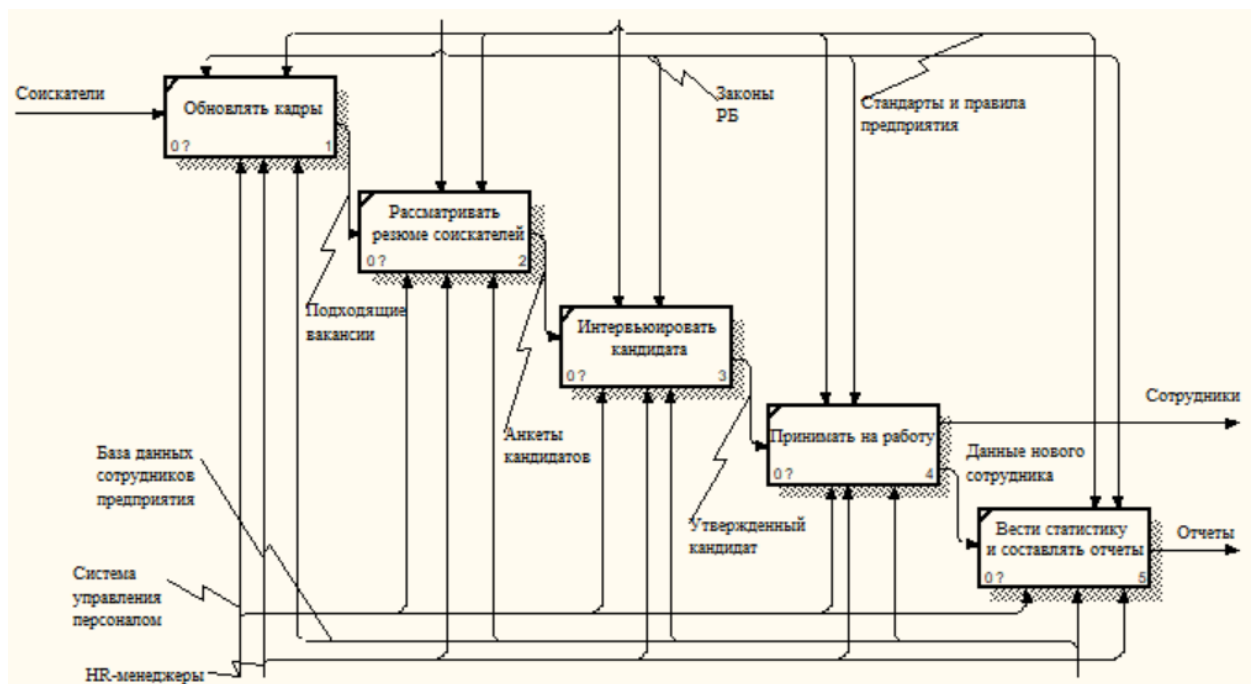 Соискатели
Обновлять кадры
0 ?
1
Законы
РБ
Стандарты и правила
предприятия
Рассматривать
резюме соискателей
0 ?
2
Подходящие
вакансии
Интервьюировать
кандидата
0 ?
3
Анкеты
кандидатов
Принимать на работу
0 ?
4
Сотрудники
Данные нового
сотрудника
База данных
сотрудников
предприятия
Утвержденный
кандидат
Вести статистику
и составлять отчеты
0 ?
5
Отчеты
Система
управления
персоналом
HR-менеджеры